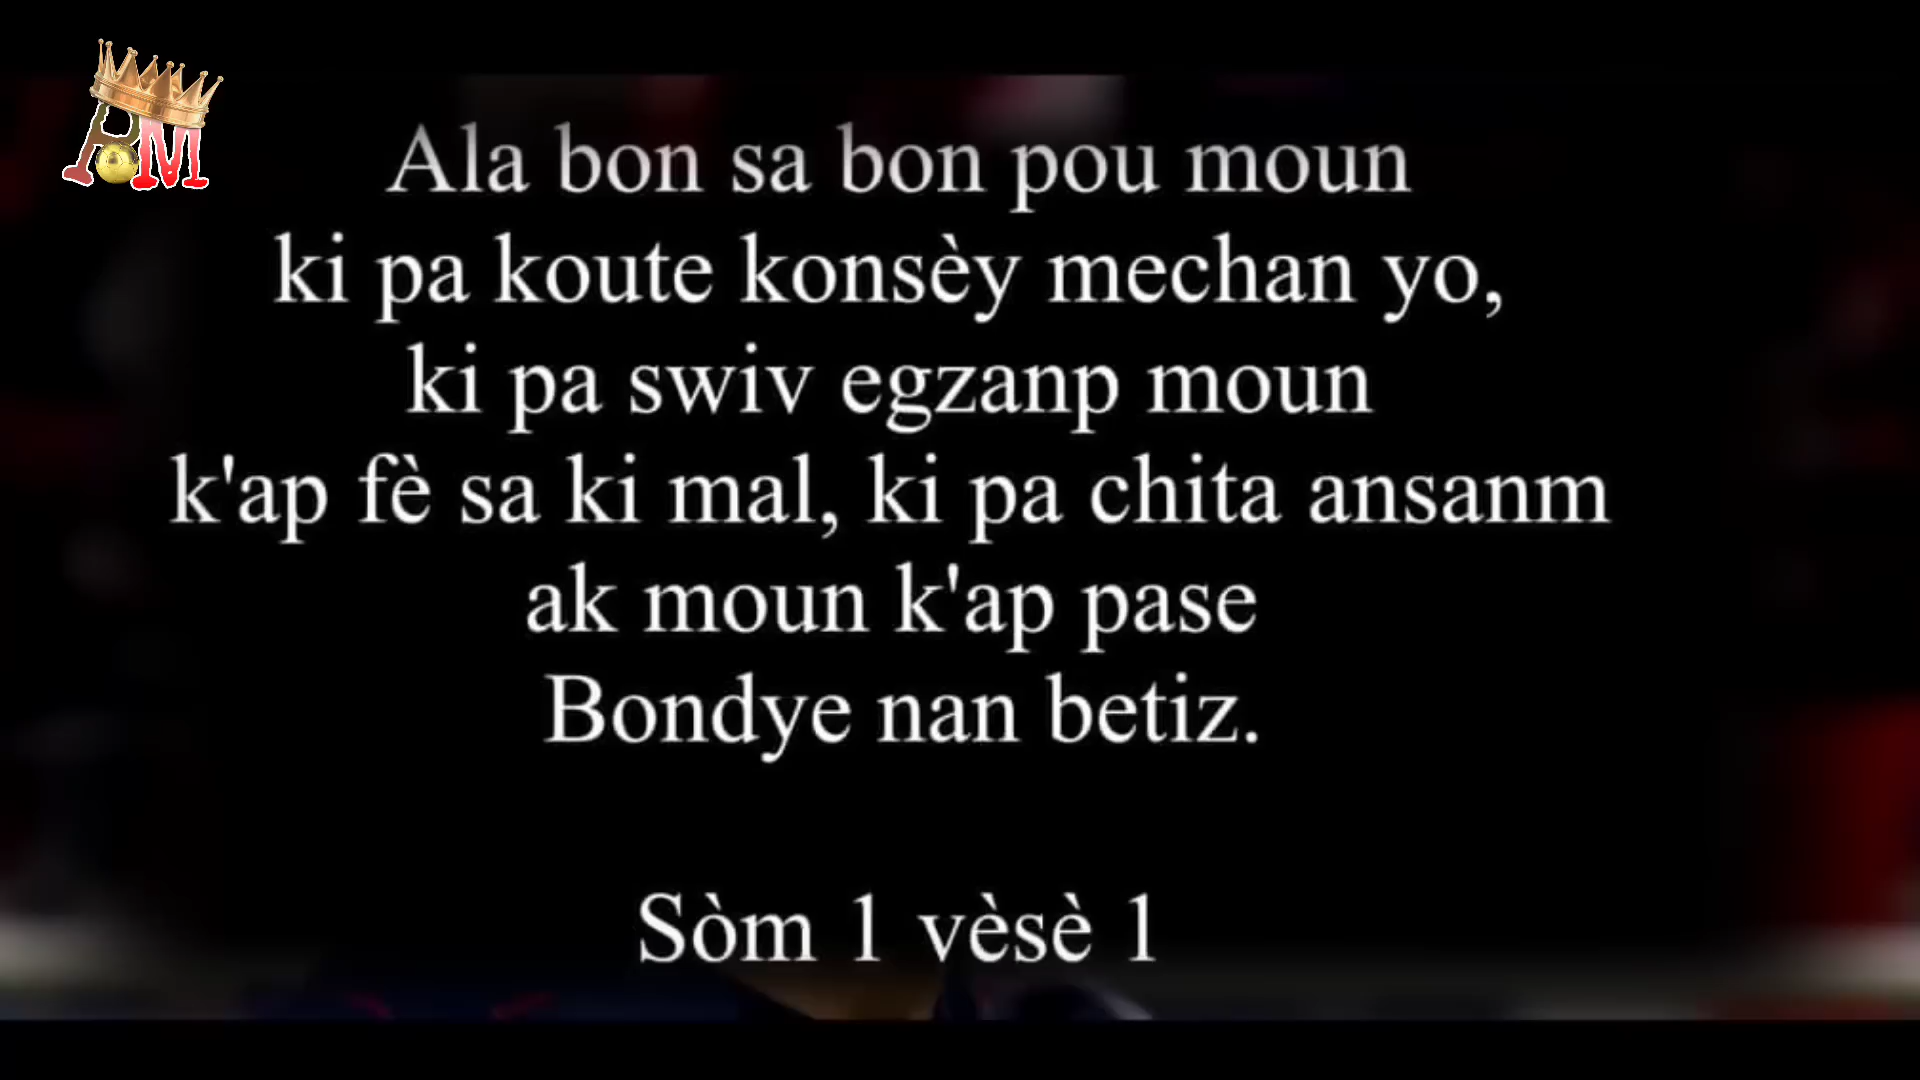 RM
Ala bon sa bon pou moun
ki pa koute konsèy mechan yo,
ki pa swiv egzanp moun
k'ap fè sa ki mal, ki pa chita ansanm
ak moun k'ap pase
Bondye nan betiz.
Sòm 1 vèsè 1